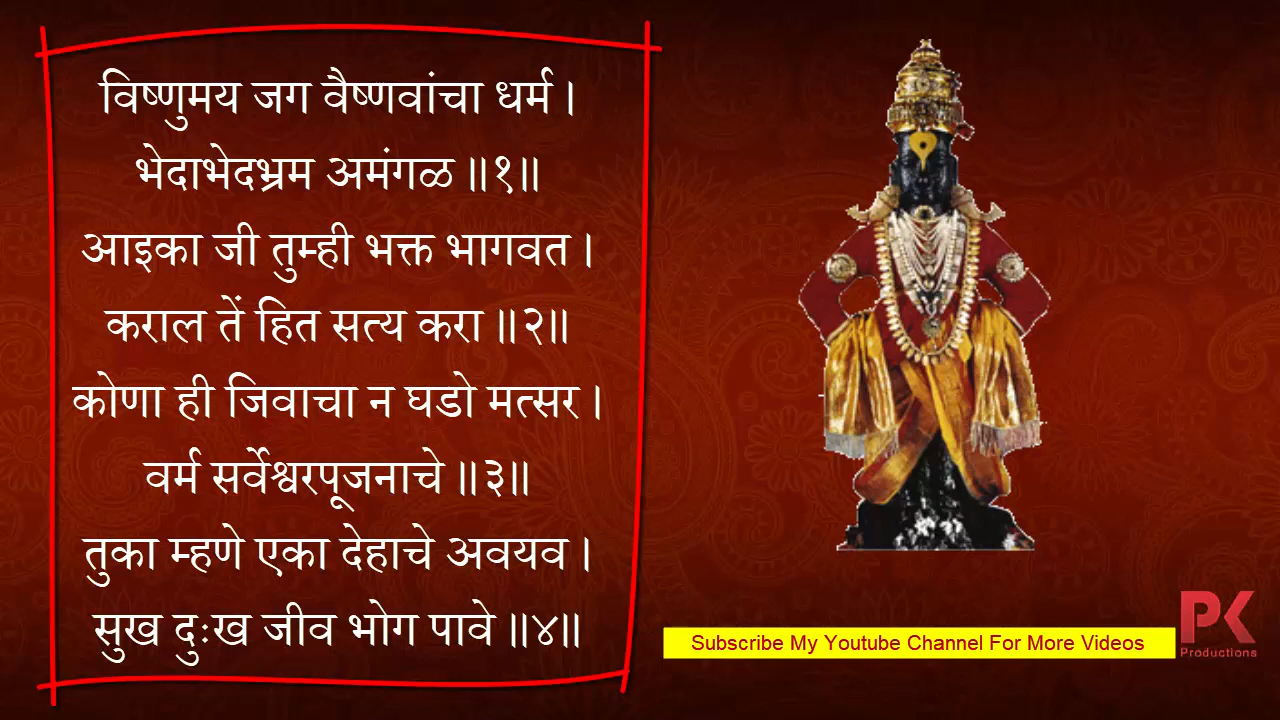 विष्णुमय जग वैष्णवांचा धर्म ।
भेदाभेदभ्रम अमंगळ ॥१॥
आइका जी तुम्ही भक्त भागवत ।
कराल तें हित सत्य करा ॥२॥
कोणा ही जिवाचा न घडो मत्सर ।
वर्म सर्वेश्वरपूजनाचे ॥३॥
तुका म्हणे एका देहाचे अवयव ।
सुख दुःख जीव भोग पावे ॥४॥
Subscribe My Youtube Channel For More Videos
PK
Productions